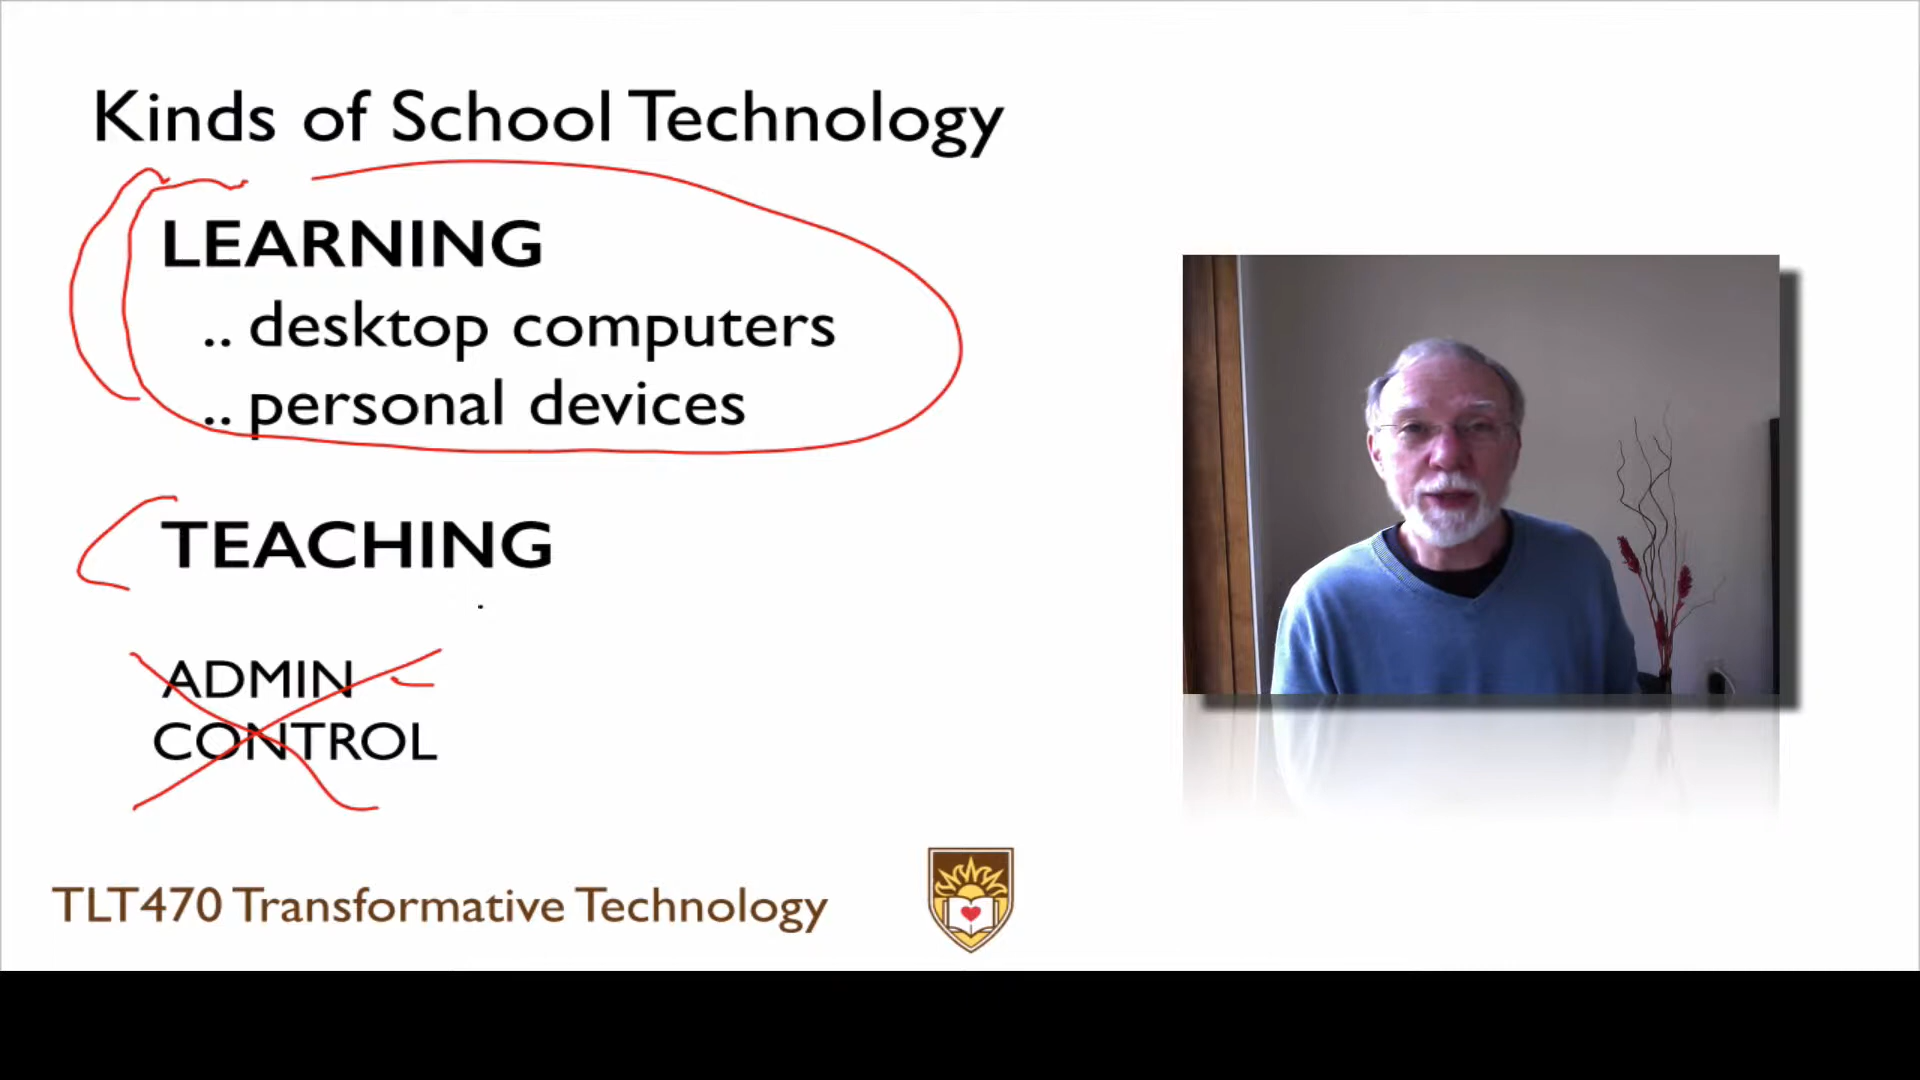 Kinds of School Technology
LEARNING
.. desktop computers
.. personal devices
TEACHING
ADMIN
CONTROL
TLT470 Transformative Technology